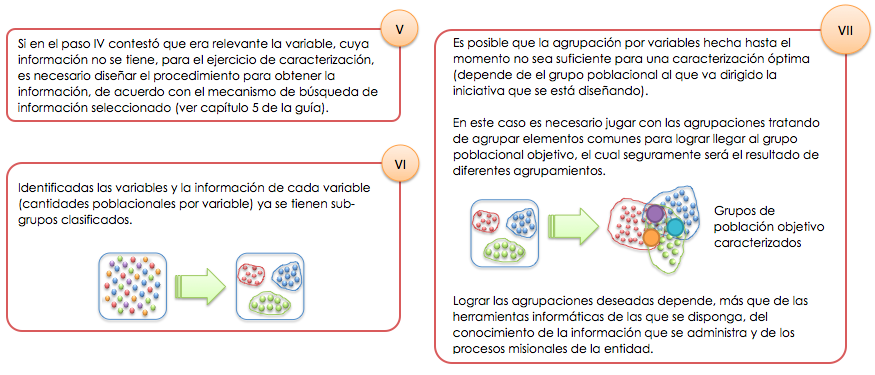 V
Si en el paso IV contestó que era relevante la variable, cuya
información no se tiene, para el ejercicio de caracterización,
es necesario diseñar el procedimiento para obtener la
información, de acuerdo con el mecanismo de búsqueda de
información seleccionado (ver capítulo 5 de la guía).
VI
Identificadas las variables y la información de cada variable
(cantidades poblacionales por variable) ya se tienen sub-
grupos clasificados.
VII
Es posible que la agrupación por variables hecha hasta el
momento no sea suficiente para una caracterización óptima
(depende de el grupo poblacional al que va dirigido la
iniciativa que se está diseñando).
En este caso es necesario jugar con las agrupaciones tratando
de agrupar elementos comunes para lograr llegar al grupo
poblacional objetivo, el cual seguramente será el resultado de
diferentes agrupamientos.
Grupos de
población objetivo
caracterizados
Lograr las agrupaciones deseadas depende, más que de las
herramientas informáticas de las que se disponga, del
conocimiento de la información que se administra y de los
procesos misionales de la entidad.